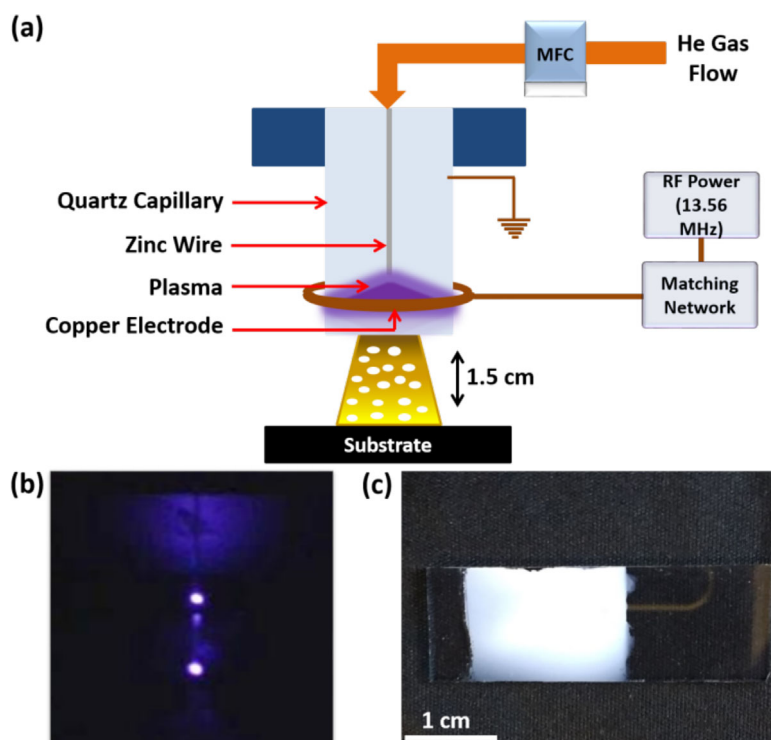 (a)
MFC
He Gas
Flow
Quartz Capillary
Zinc Wire
Plasma
Copper Electrode
RF Power
(13.56
MHz)
Matching
Network
1.5 cm
Substrate
(b)
(c)
1 cm